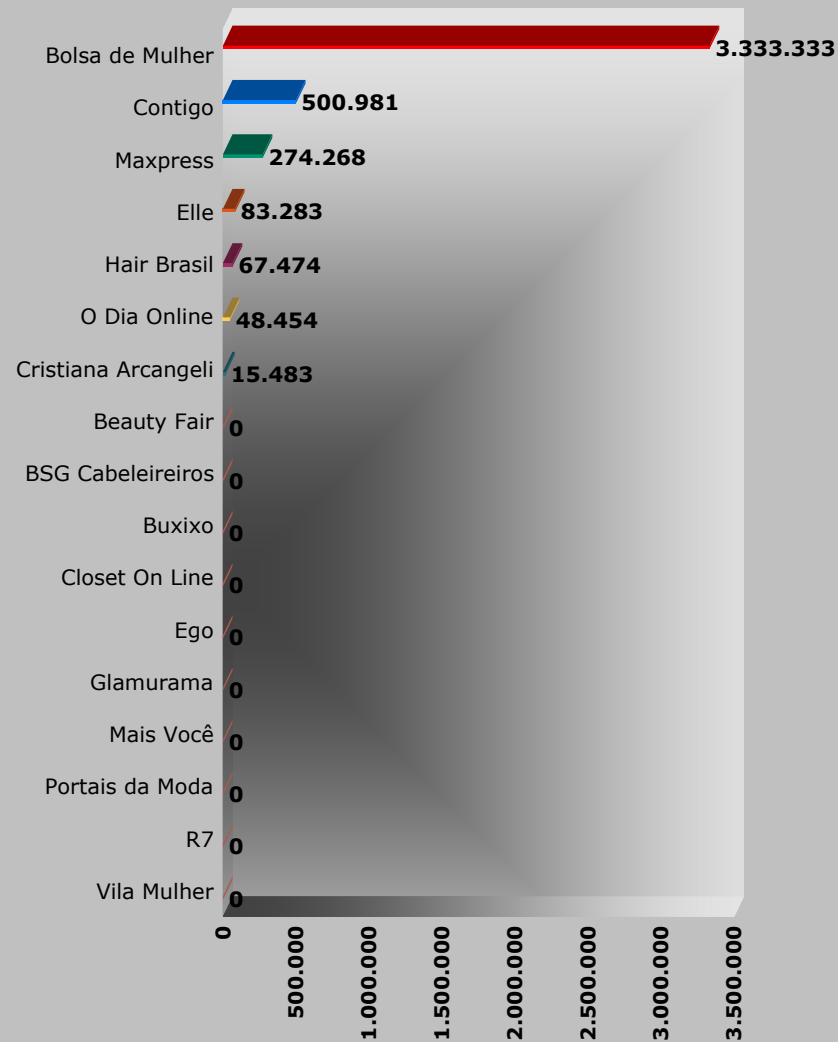 Bolsa de Mulher 3.333.333
Contigo 500.981
Maxpress 274.268
Elle 83.283
Hair Brasil 67.474
O Dia Online 48.454
Cristiana Arcangeli 15.483
Beauty Fair 0
BSG Cabeleireiros 0
Buxixo 0
Closet On Line 0
Ego 0
Glamurama 0
Mais Você 0
Portais da Moda 0
R7 0
Vila Mulher 0
0
500.000
1.000.000
1.500.000
2.000.000
2.500.000
3.000.000
3.500.000